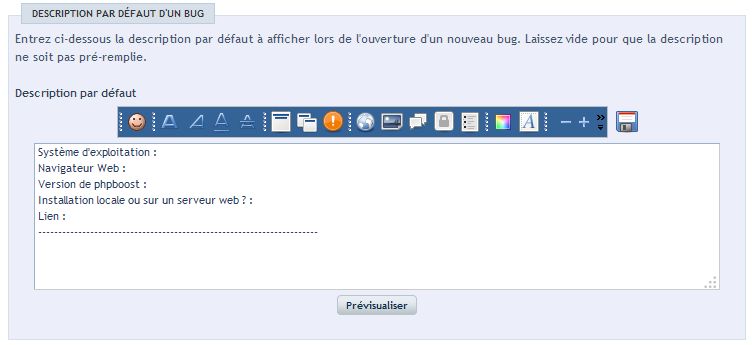 DESCRIPTION PAR DÉFAUT D'UN BUG
Entrez ci-dessous la description par défaut à afficher lors de l'ouverture d'un nouveau bug. Laissez vide pour que la description
ne soit pas pré-remplie.
Description par défaut
A A A A A
Système d'exploitation :
Navigateur Web :
Version de phpboost :
Installation locale ou sur un serveur web ? :
Lien :
----------------------------------------------------------------------
Prévisualiser